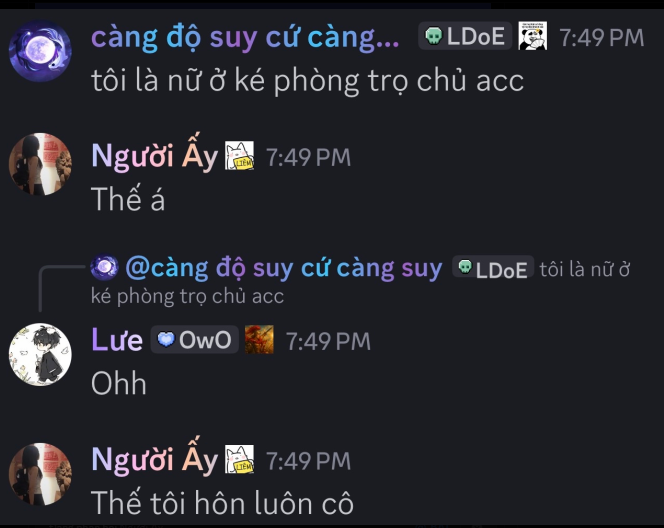 càng độ suy cứ càng... LDoE 7:49 PM
tôi là nữ ở ké phòng trọ chủ acc
Người Ấy 7:49 PM
Thế á
@càng độ suy cứ càng suy LDoE tôi là nữ ở
ké phòng trọ chủ acc
Lưe OwO 7:49 PM
Ohh
Người Ấy 7:49 PM
Thế tôi hôn luôn cô